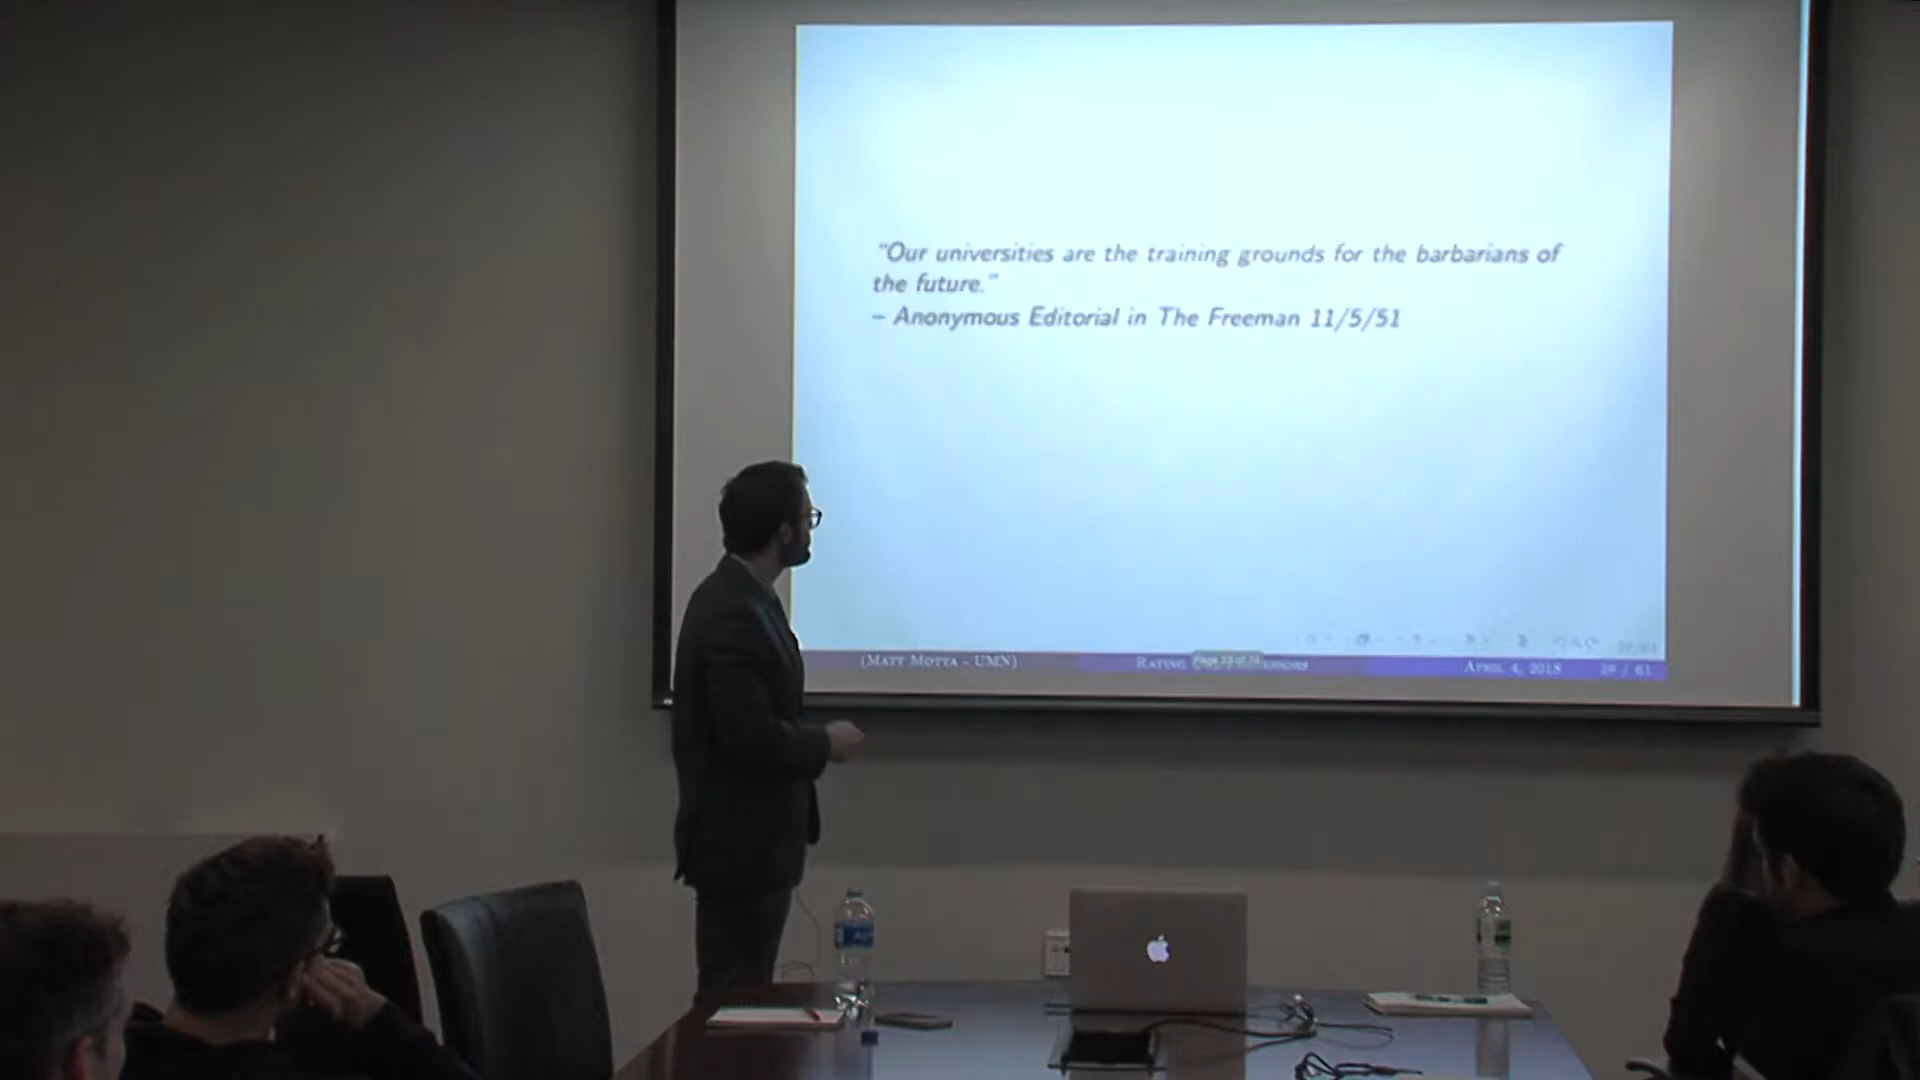 "Our universities are the training grounds for the barbarians of
the future."
– Anonymous Editorial in The Freeman 11/5/51
(Matt Motta - UMN)
Rating
April 4, 2018
/ 61